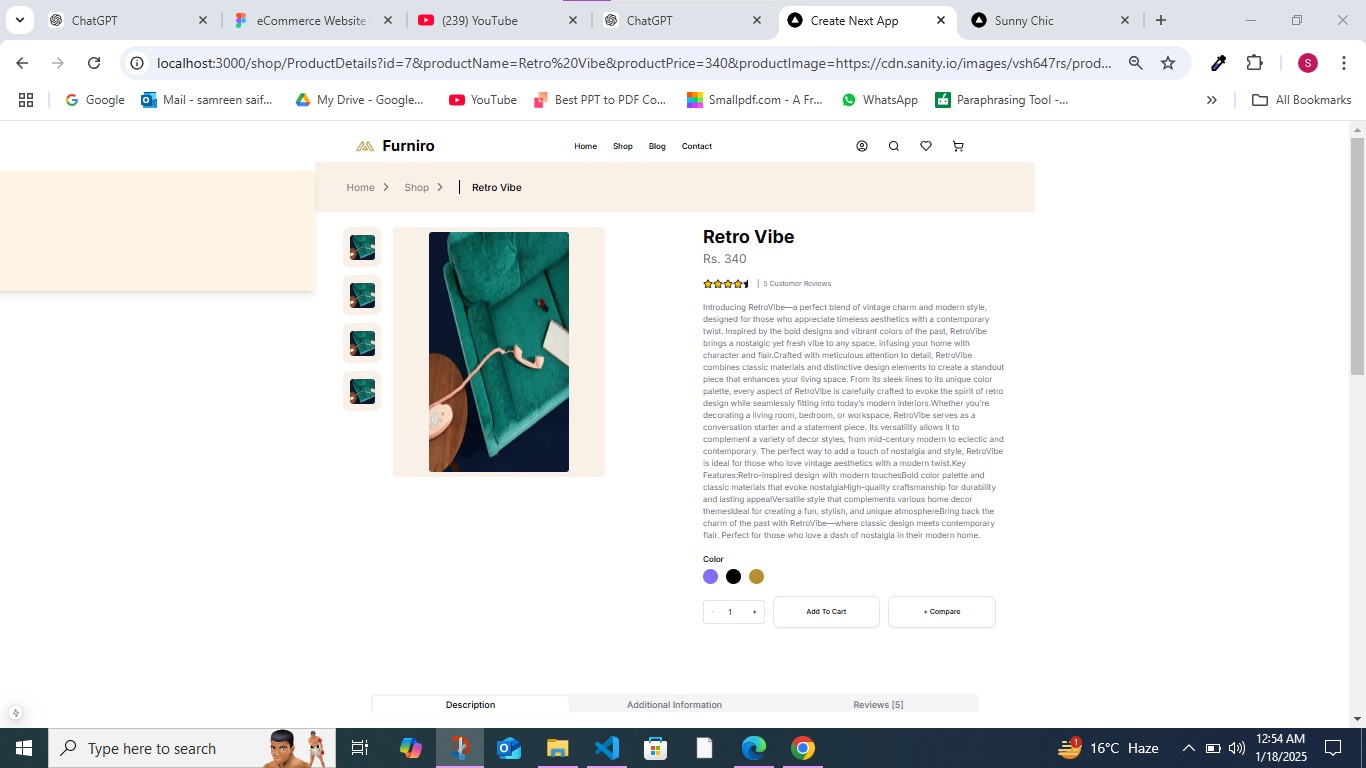 ChatGPT
eCommerce Website
(239) YouTube
ChatGPT
Create Next App
Sunny Chic
localhost:3000/shop/ProductDetails?id=7&productName=Retro%20Vibe&productPrice=340&productImage=https://cdn.sanity.io/images/vsh647rs/prod...
S
Google
Mail - samreen saif...
My Drive - Google...
YouTube
Best PPT to PDF Co...
Smallpdf.com - A Fr...
WhatsApp
Paraphrasing Tool -...
All Bookmarks
Furniro
Home
Shop
Blog
Contact
Home
Shop
Retro Vibe
Retro Vibe
Rs. 340
5 Customer Reviews
Introducing RetroVibe—a perfect blend of vintage charm and modern style,
designed for those who appreciate timeless aesthetics with a contemporary
twist. Inspired by the bold designs and vibrant colors of the past, RetroVibe
brings a nostalgic yet fresh vibe to any space, infusing your home with
character and flair.Crafted with meticulous attention to detail, RetroVibe
combines classic materials and distinctive design elements to create a standout
piece that enhances your living space. From its sleek lines to its unique color
palette, every aspect of RetroVibe is carefully crafted to evoke the spirit of retro
design while seamlessly fitting into today's modern interiors.Whether you're
decorating a living room, bedroom, or workspace, RetroVibe serves as a
conversation starter and a statement piece. Its versatility allows it to
complement a variety of decor styles, from mid-century modern to eclectic and
contemporary. The perfect way to add a touch of nostalgia and style, RetroVibe
is ideal for those who love vintage aesthetics with a modern twist.Key
Features:Retro-inspired design with modern touchesBold color palette and
classic materials that evoke nostalgiaHigh-quality craftsmanship for durability
and lasting appealVersatile style that complements various home decor
themesIdeal for creating a fun, stylish, and unique atmosphereBring back the
charm of the past with RetroVibe—where classic design meets contemporary
flair. Perfect for those who love a dash of nostalgia in their modern home.
Color
- 1 +
Add To Cart
+ Compare
Description
Additional Information
Reviews [5]
Type here to search
1
16°C Haze
12:54 AM
1/18/2025